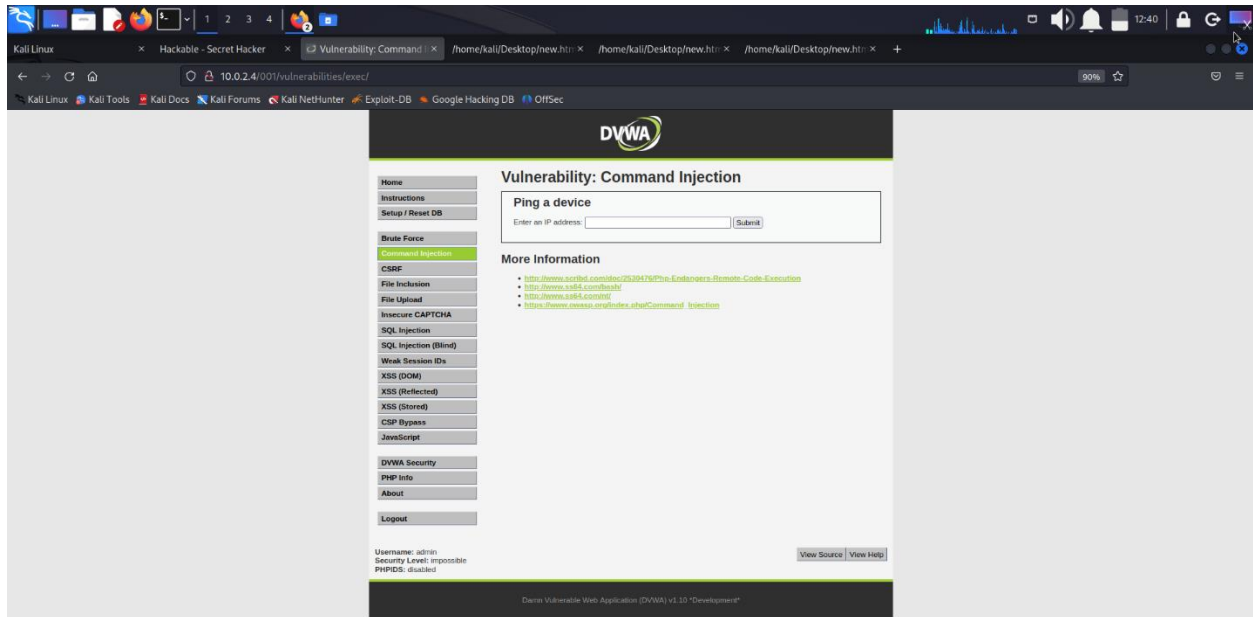 1 2 3 4
2
12:40
Kali Linux
Hackable - Secret Hacker
Vulnerability: Command I
/home/kali/Desktop/new.htm
/home/kali/Desktop/new.htm
/home/kali/Desktop/new.htm
10.0.2.4/001/vulnerabilities/exec/
90%
Kali Linux Kali Tools Kali Docs Kali Forums Kali NetHunter Exploit-DB Google Hacking DB OffSec
DVWA
Home
Instructions
Setup / Reset DB
Brute Force
Command Injection
CSRF
File Inclusion
File Upload
Insecure CAPTCHA
SQL Injection
SQL Injection (Blind)
Weak Session IDs
XSS (DOM)
XSS (Reflected)
XSS (Stored)
CSP Bypass
JavaScript
DVWA Security
PHP Info
About
Logout
Username: admin
Security Level: impossible
PHPIDS: disabled
Vulnerability: Command Injection
Ping a device
Enter an IP address:
Submit
More Information
http://www.scribd.com/doc/2530476/Php-Endangers-Remote-Code-Execution
http://www.ss64.com/bash/
http://www.ss64.com/nt/
https://www.owasp.org/index.php/Command_Injection
View Source View Help
Damn Vulnerable Web Application (DVWA) v1.10 *Development*